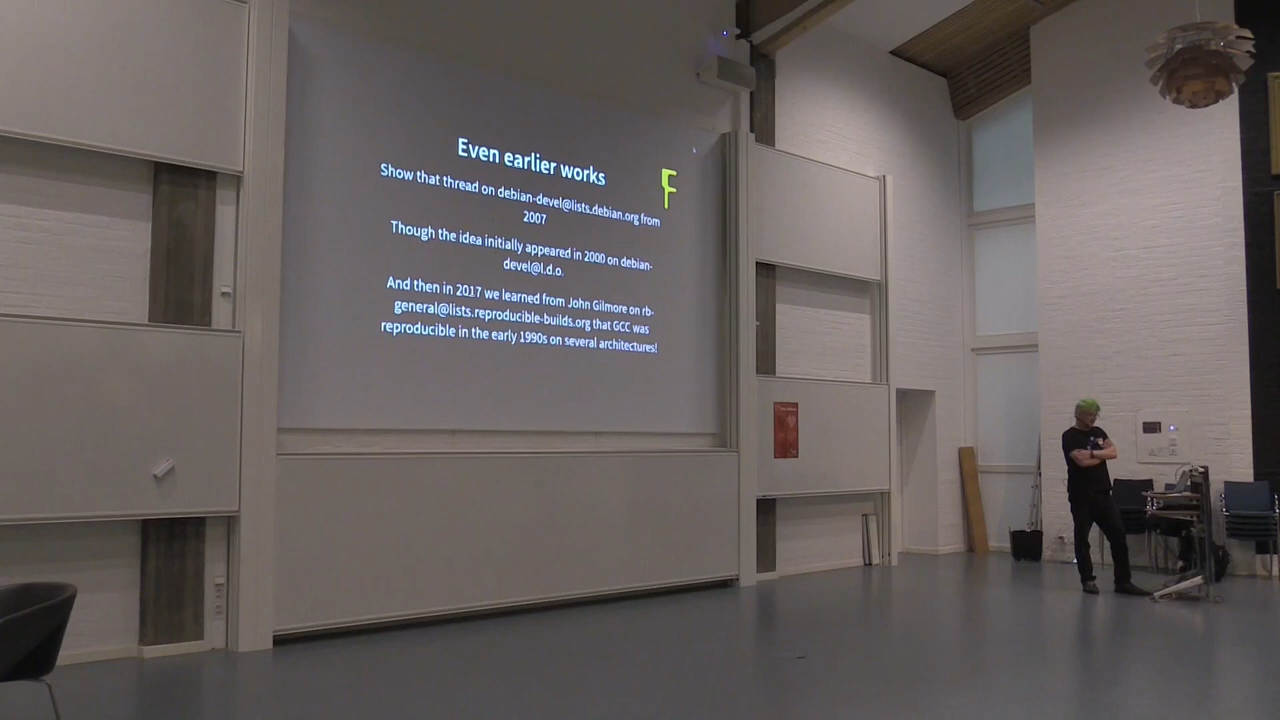 Even earlier works
Show that thread on debian-devel@lists.debian.org from
2007
Though the idea initially appeared in 2000 on debian-
devel@l.d.o.
And then in 2017 we learned from John Gilmore on rb-
general@lists.reproducible-builds.org that GCC was
reproducible in the early 1990s on several architectures!